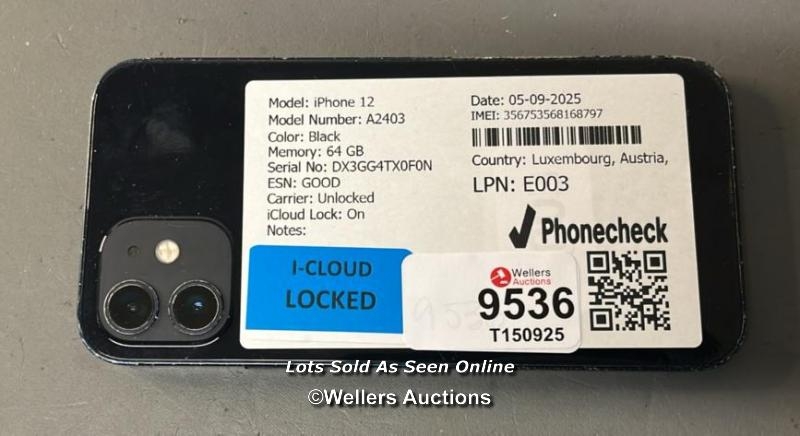 Model: iPhone 12
Model Number: A2403
Color: Black
Memory: 64 GB
Serial No: DX3GG4TX0F0N
ESN: GOOD
Carrier: Unlocked
iCloud Lock: On
Notes:
Date: 05-09-2025
IMEI: 356753568168797
Country: Luxembourg, Austria,
LPN: E003
Phonecheck
I-CLOUD
LOCKED
Wellers
Auctions
9536
T150925
Lots Sold As Seen Online
©Wellers Auctions